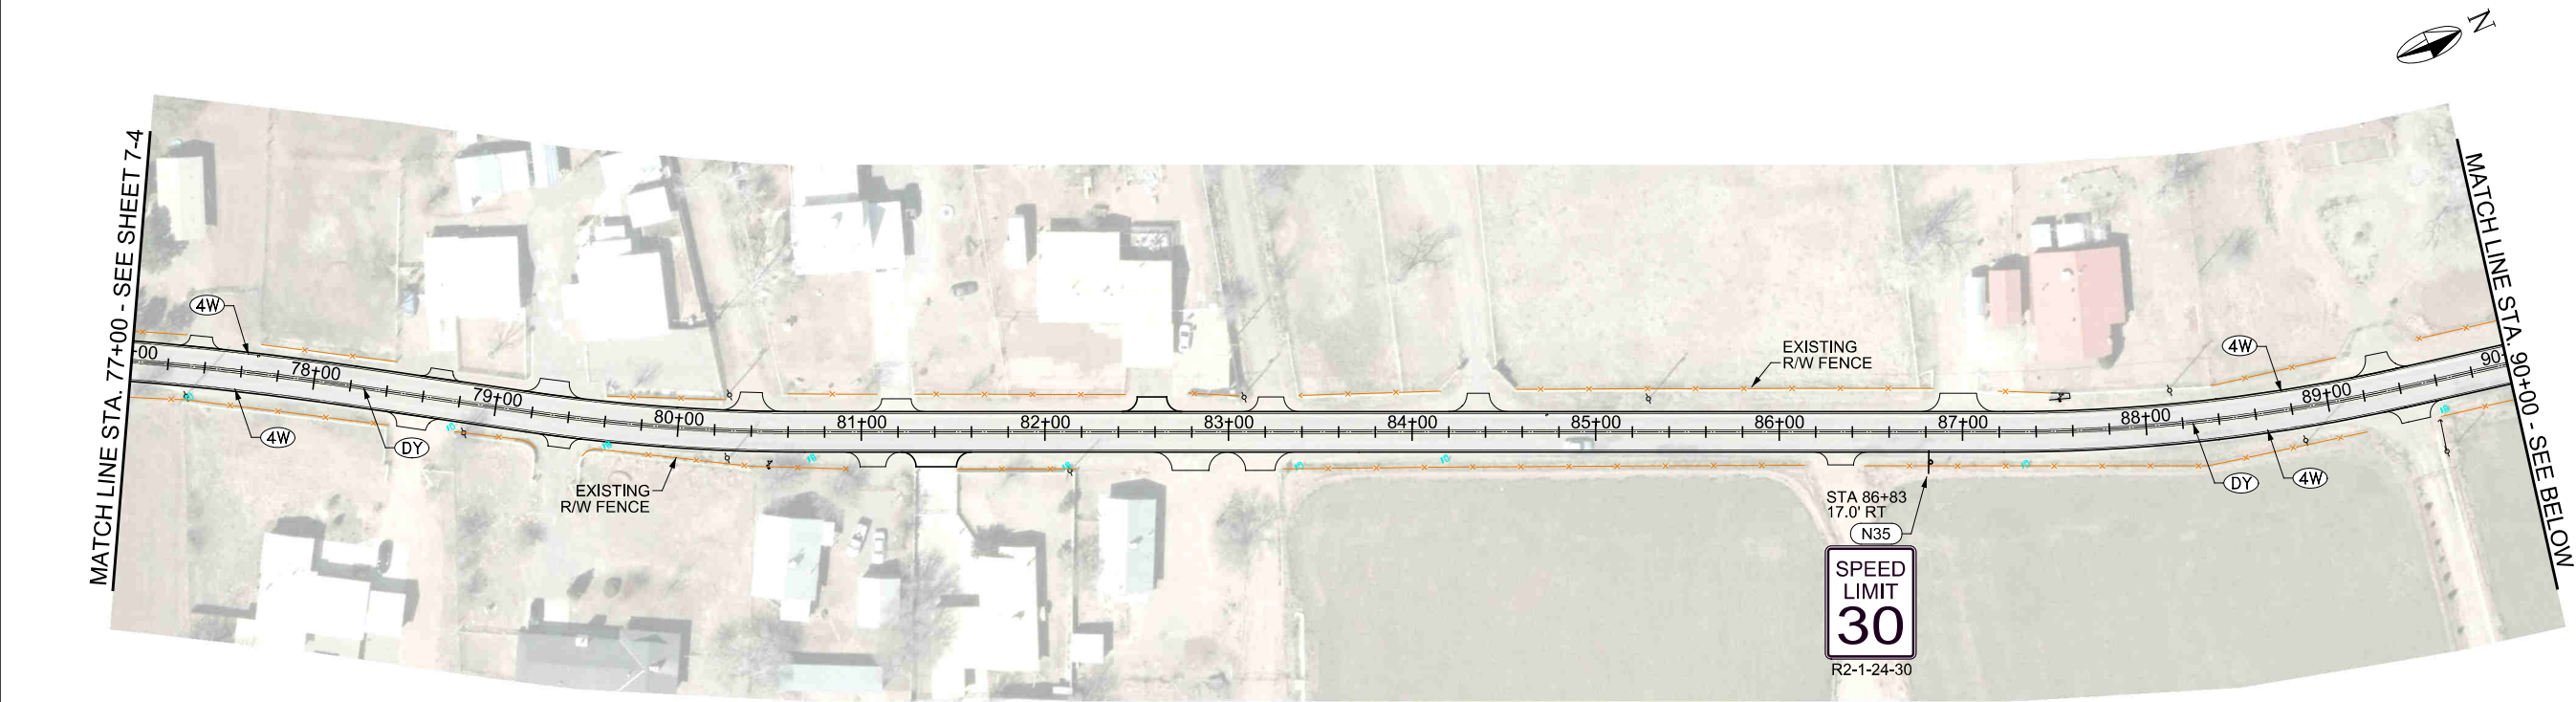 N
MATCH LINE STA. 77+00 - SEE SHEET 7-4
MATCH LINE STA. 90+00 - SEE BELOW
4W
EXISTING
R/W FENCE
4W
+00
78+00
79+00
80+00
81+00
82+00
83+00
84+00
85+00
86+00
87+00
88+00
89+00
90+
4W
DY
EXISTING
R/W FENCE
STA 86+83
17.0' RT
N35
DY
4W
SPEED
LIMIT
30
R2-1-24-30